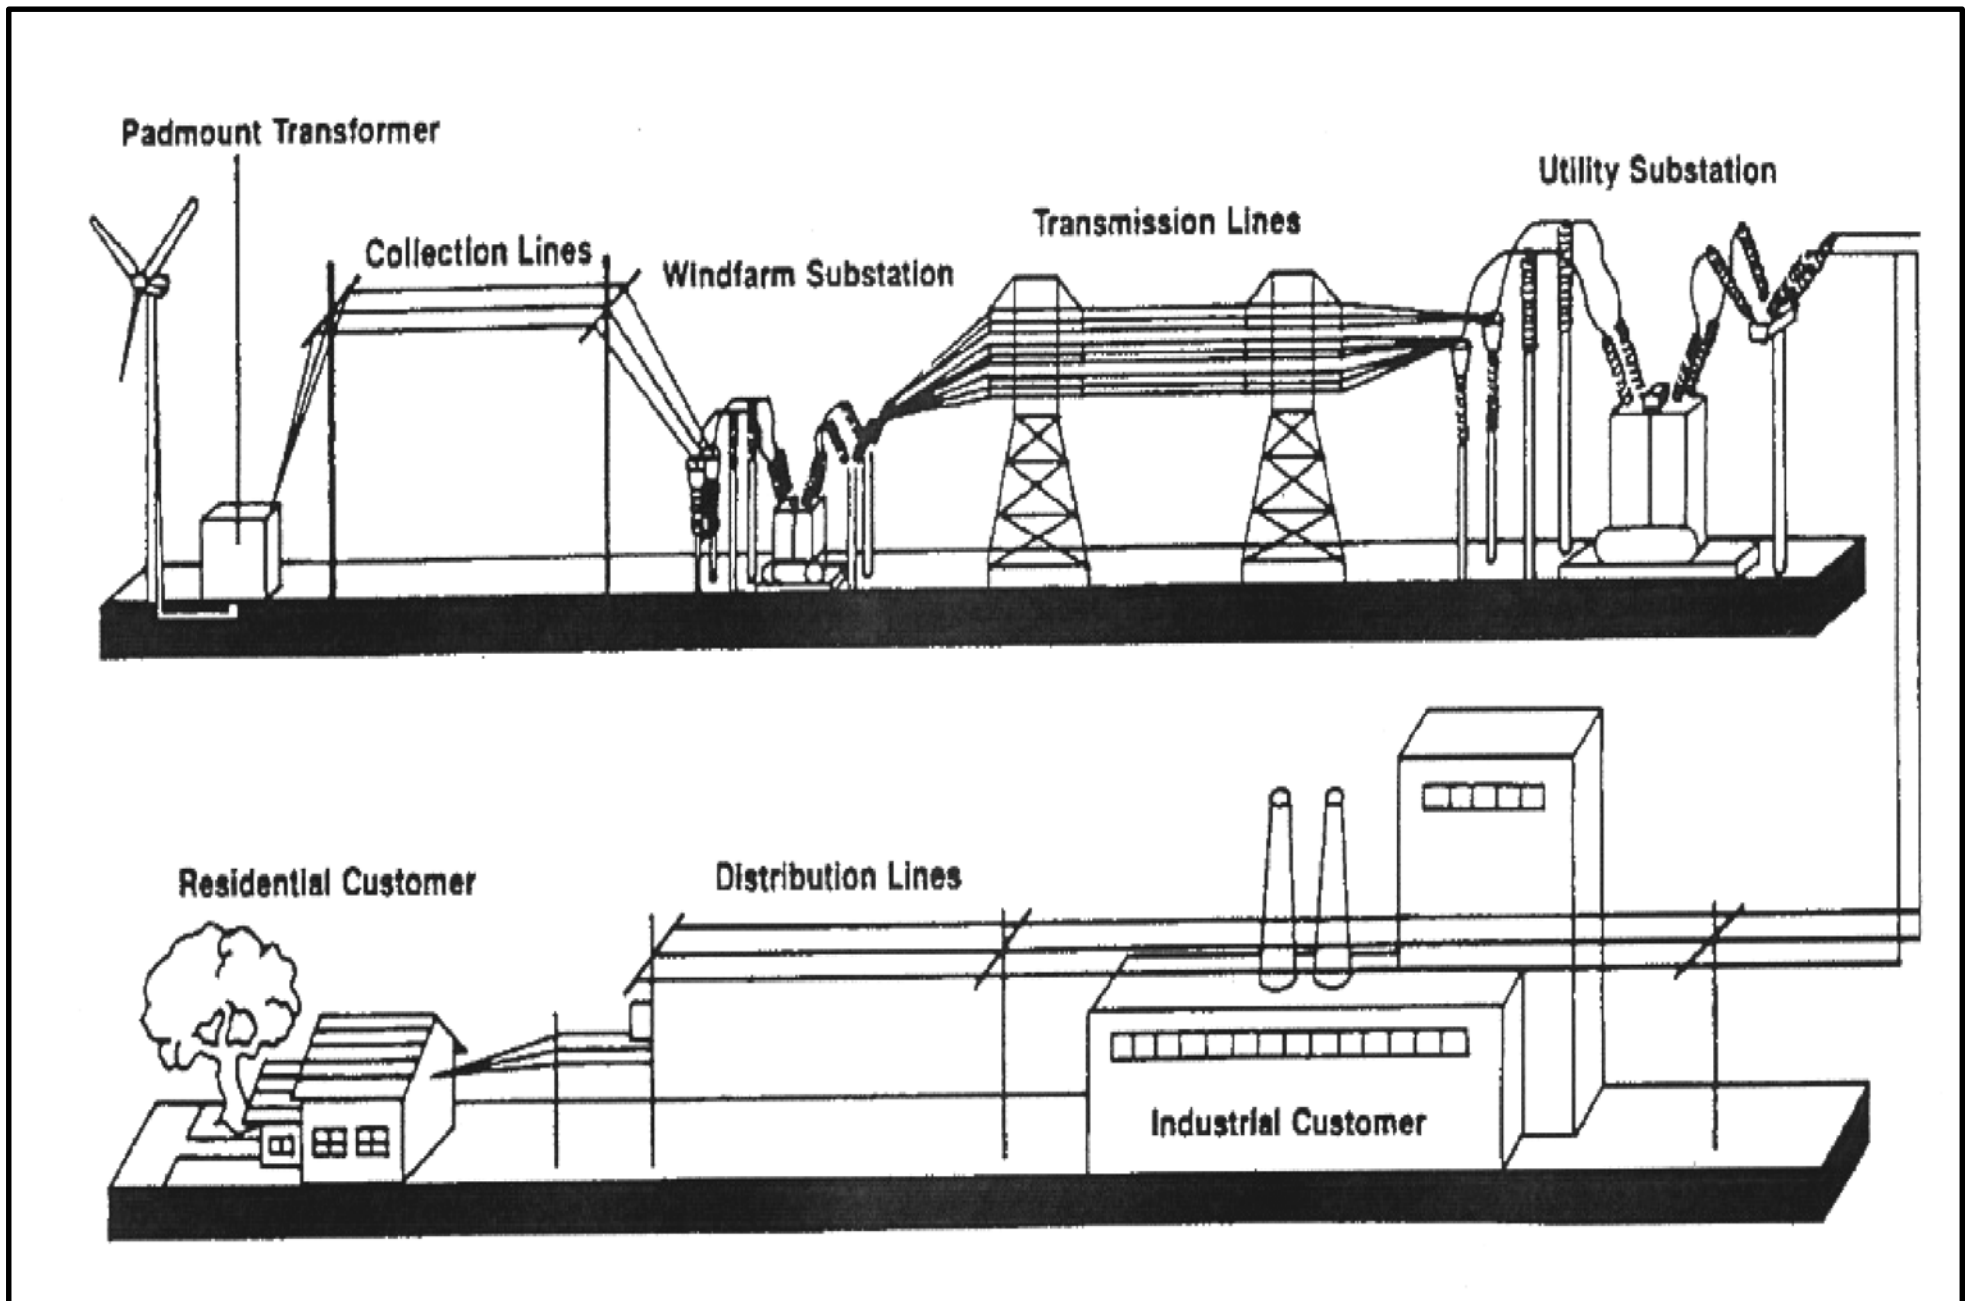 Padmount Transformer
Utility Substation
Transmission Lines
Collection Lines
Windfarm Substation
Residential Customer
Distribution Lines
Industrial Customer